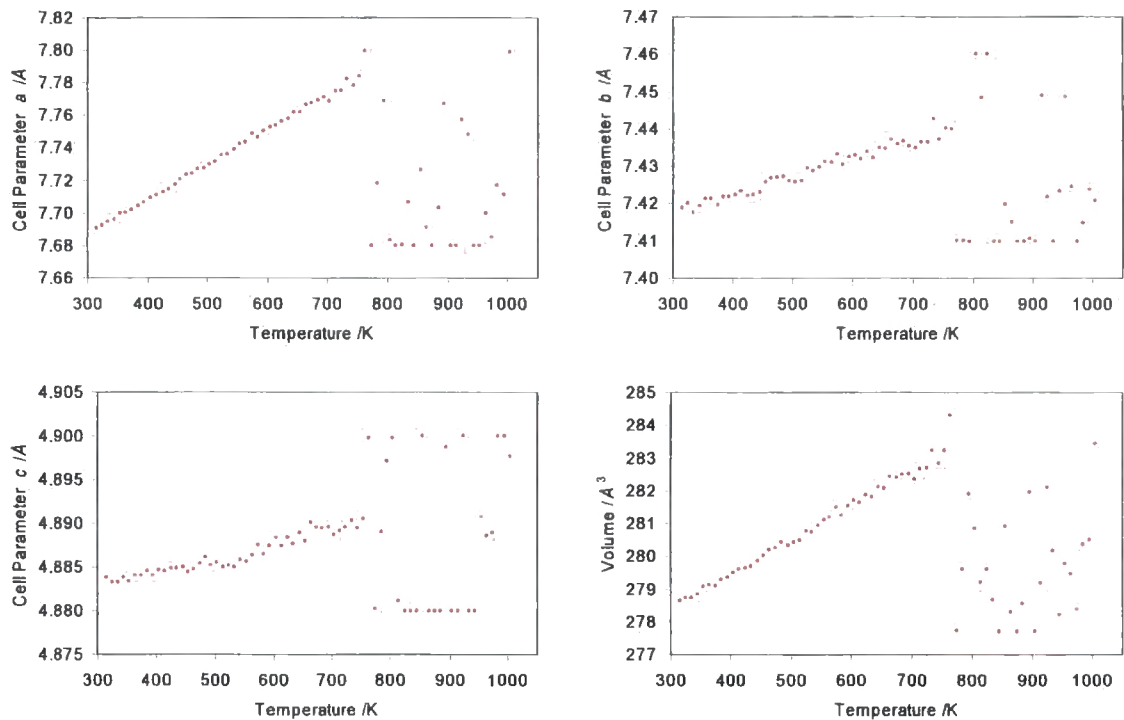 7.82
7.80
7.78
7.76
7.74
7.72
7.70
7.68
7.66
Cell Parameter a /A
300 400 500 600 700 800 900 1000
Temperature /K
7.47
7.46
7.45
7.44
7.43
7.42
7.41
7.40
Cell Parameter b /A
300 400 500 600 700 800 900 1000
Temperature /K
4.905
4.900
4.895
4.890
4.885
4.880
4.875
Cell Parameter c /A
300 400 500 600 700 800 900 1000
Temperature /K
285
284
283
282
281
280
279
278
277
Volume / A³
300 400 500 600 700 800 900 1000
Temperature /K